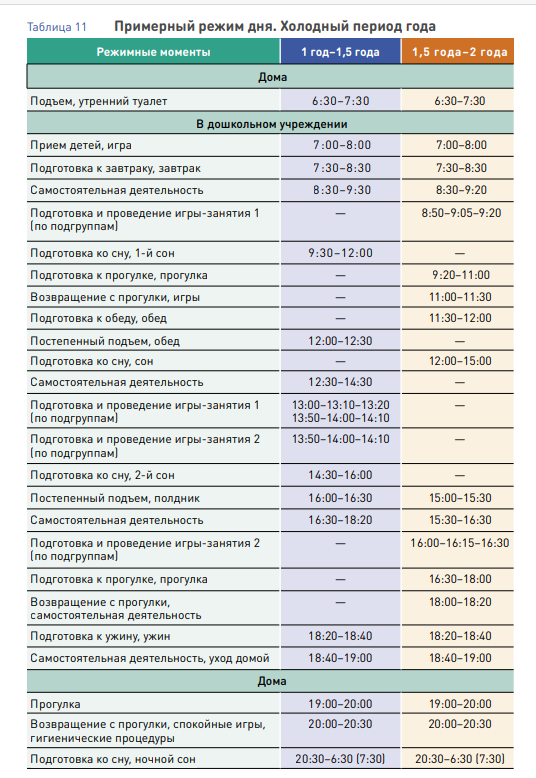 Таблица 11 Примерный режим дня. Холодный период года
Режимные моменты 1 год–1,5 года 1,5 года–2 года
Дома
Подъем, утренний туалет 6:30–7:30 6:30–7:30
В дошкольном учреждении
Прием детей, игра 7:00–8:00 7:00–8:00
Подготовка к завтраку, завтрак 7:30–8:30 7:30–8:30
Самостоятельная деятельность 8:30–9:30 8:30–9:20
Подготовка и проведение игры-занятия 1 — 8:50–9:05–9:20
(по подгруппам)
Подготовка ко сну, 1-й сон 9:30–12:00 —
Подготовка к прогулке, прогулка — 9:20–11:00
Возвращение с прогулки, игры — 11:00–11:30
Подготовка к обеду, обед — 11:30–12:00
Постепенный подъем, обед 12:00–12:30 —
Подготовка ко сну, сон — 12:00–15:00
Самостоятельная деятельность 12:30–14:30 —
Подготовка и проведение игры-занятия 1 13:00–13:10–13:20 —
(по подгруппам) 13:50–14:00–14:10
Подготовка и проведение игры-занятия 2 13:50–14:00–14:10 —
(по подгруппам)
Подготовка ко сну, 2-й сон 14:30–16:00 —
Постепенный подъем, полдник 16:00–16:30 15:00–15:30
Самостоятельная деятельность 16:30–18:20 15:30–16:30
Подготовка и проведение игры-занятия 2 — 16:00–16:15–16:30
(по подгруппам)
Подготовка к прогулке, прогулка — 16:30–18:00
Возвращение с прогулки, — 18:00–18:20
самостоятельная деятельность
Подготовка к ужину, ужин 18:20–18:40 18:20–18:40
Самостоятельная деятельность, уход домой 18:40–19:00 18:40–19:00
Дома
Прогулка 19:00–20:00 19:00–20:00
Возвращение с прогулки, спокойные игры, 20:00–20:30 20:00–20:30
гигиенические процедуры
Подготовка ко сну, ночной сон 20:30–6:30 (7:30) 20:30–6:30 (7:30)